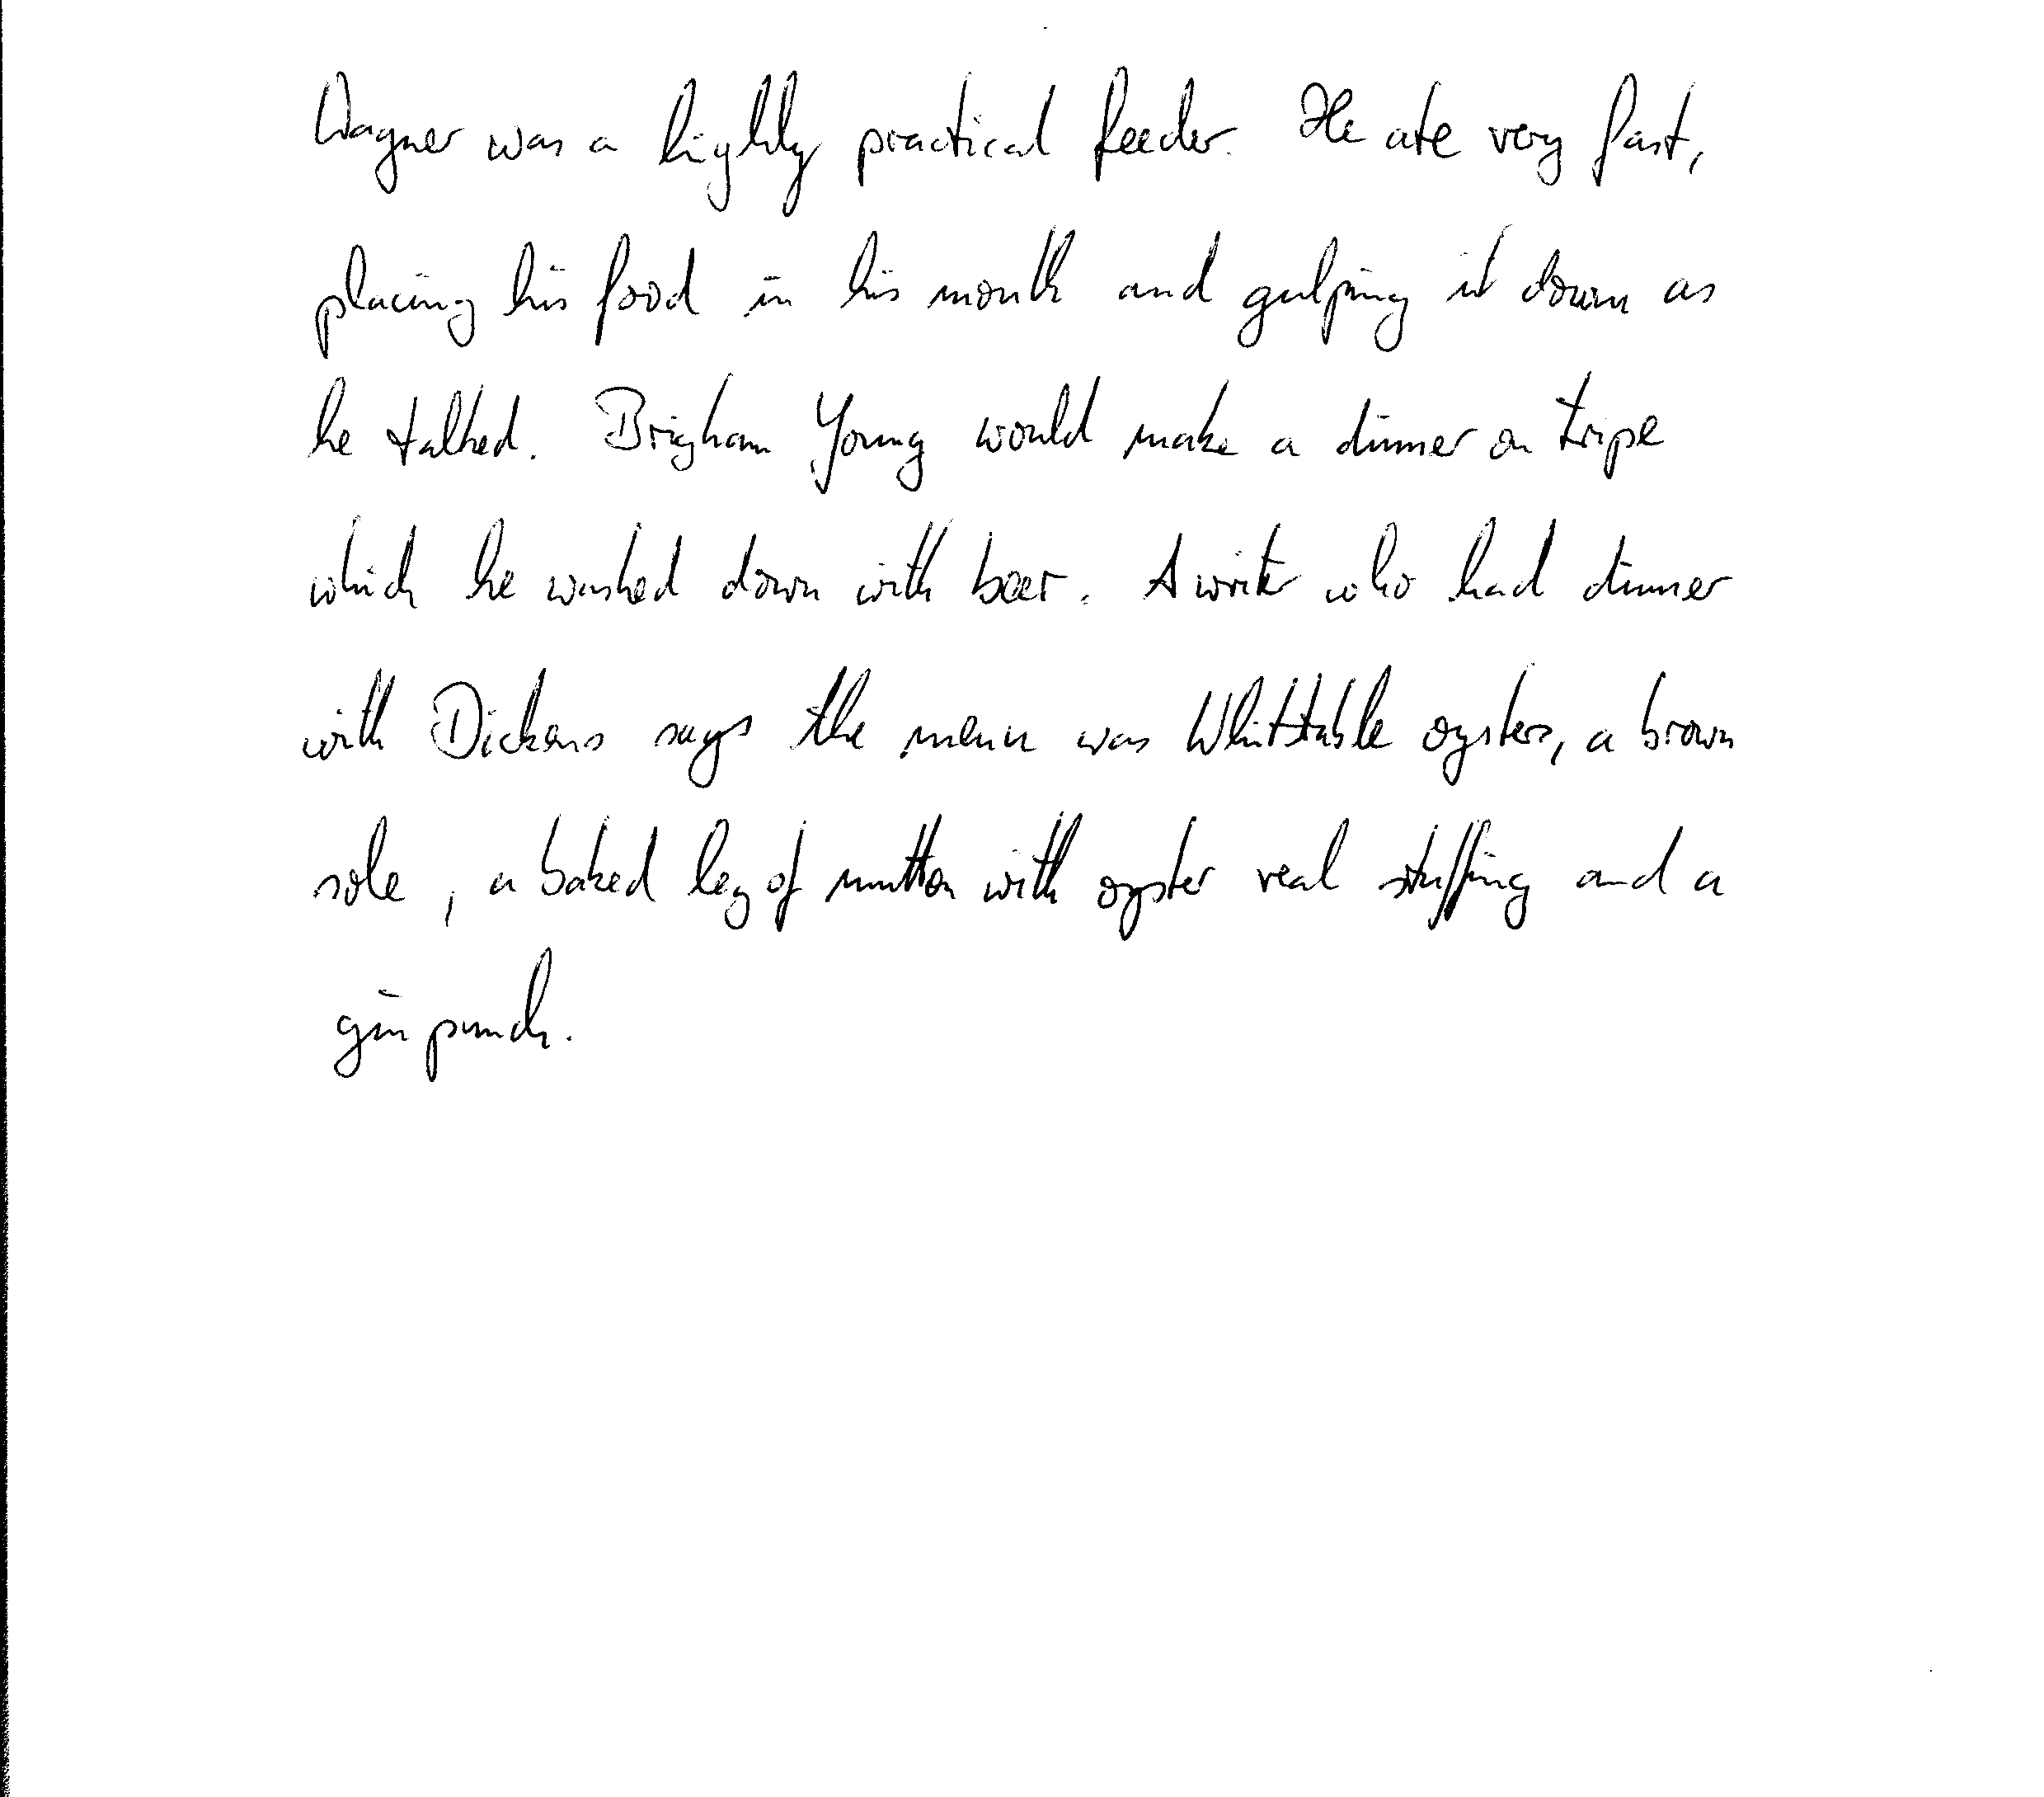 Wagner was a highly practical feeder. He ate very fast,
placing his food in his mouth and gulping it down as
he talked. Brigham Young would make a dinner on tripe
which he washed down with beer. A writer who had dinner
with Dickens says the menu was Whitstable oysters, a brown
sole, a baked leg of mutton with oyster veal stuffing and a
gin punch.